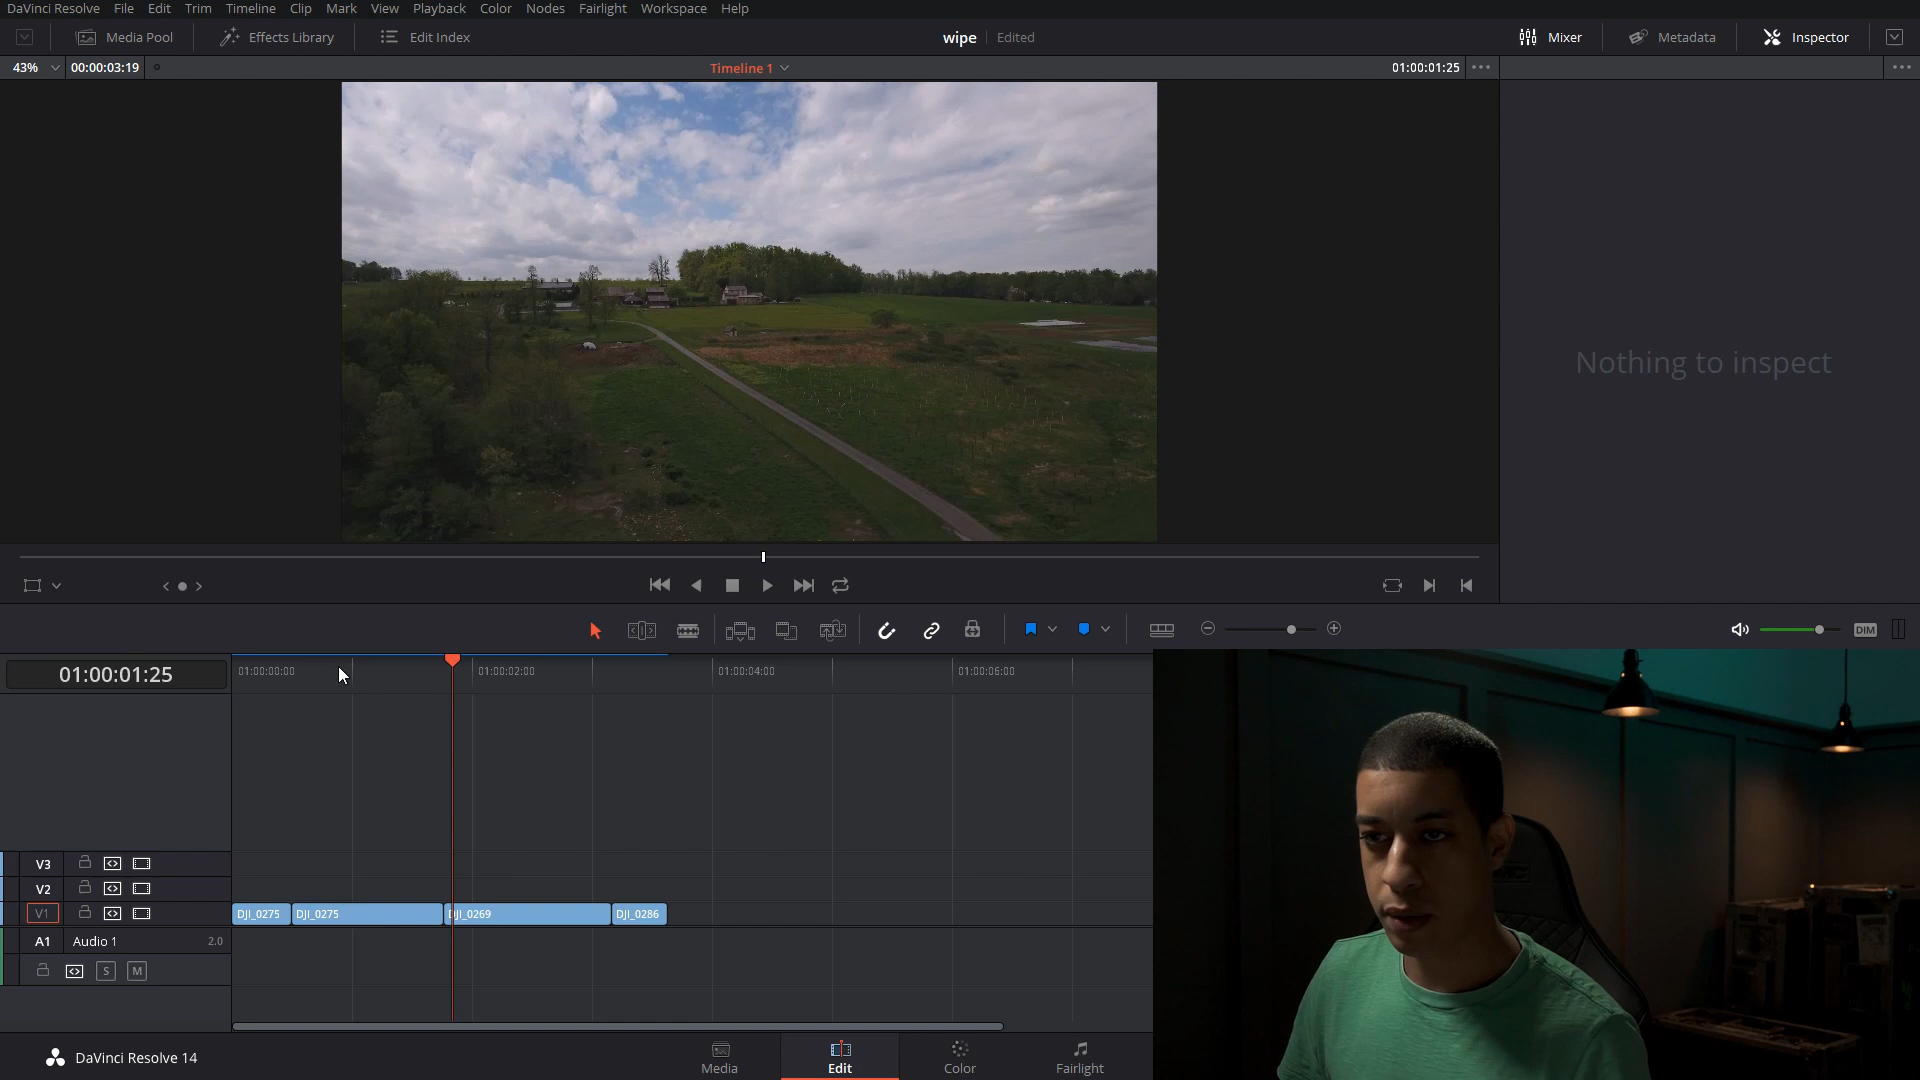 DaVinci Resolve File Edit Trim Timeline Clip Mark View Playback Color Nodes Fairlight Workspace Help
Media Pool Effects Library Edit Index wipe Edited Mixer Metadata Inspector
43% 00:00:03:19 Timeline 1 01:00:01:25
Nothing to inspect
DIM
01:00:01:25 01:00:00:00 01:00:02:00 01:00:04:00 01:00:06:00
V3
V2
V1 DJI_0275 DJI_0275 DJI_0269 DJI_0286
A1 Audio 1 2.0
S M
DaVinci Resolve 14 Media Edit Color Fairlight